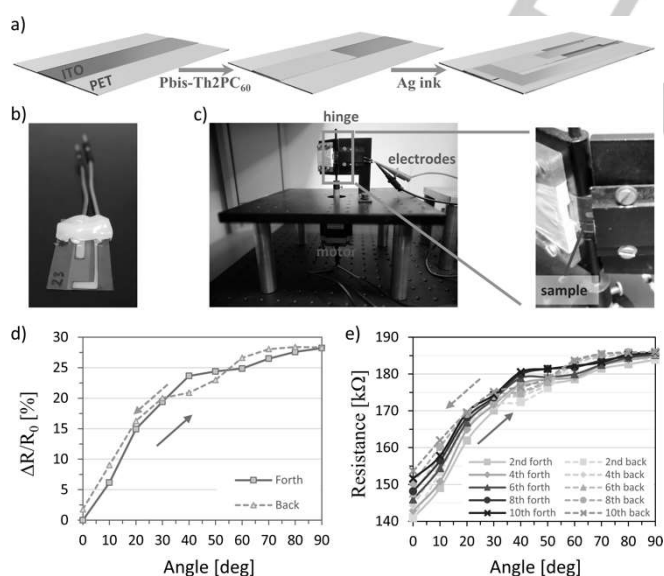 a)
ITO
PET
Pbis-Th2PC60
Ag ink
b)
23
c)
hinge
electrodes
motor
sample
d)
30
25
20
15
10
5
0
ΔR/R0 [%]
Forth
Back
0 10 20 30 40 50 60 70 80 90
Angle [deg]
e)
190
180
170
160
150
140
Resistance [kΩ]
2nd forth 2nd back
4th forth 4th back
6th forth 6th back
8th forth 8th back
10th forth 10th back
0 10 20 30 40 50 60 70 80 90
Angle [deg]